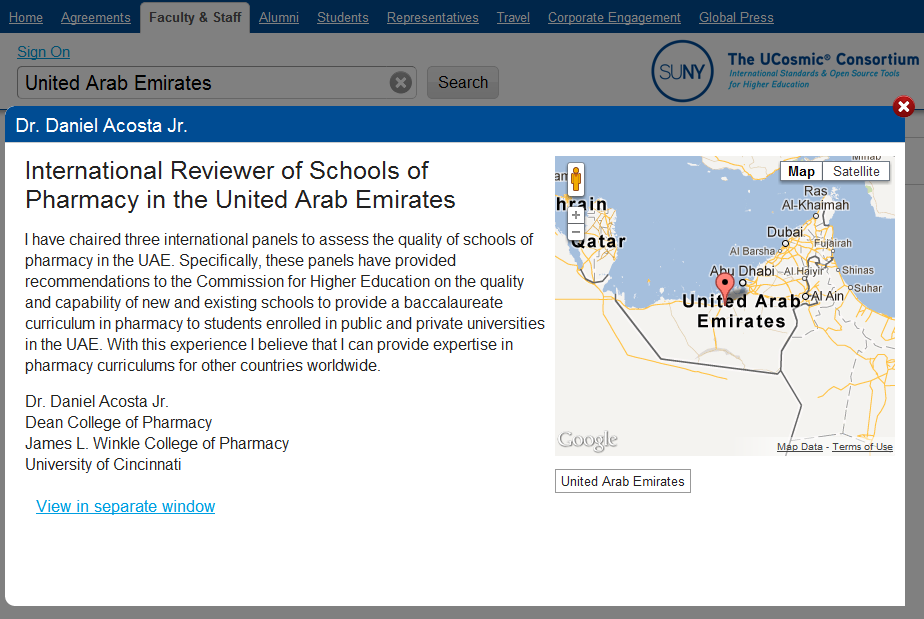 Home Agreements Faculty & Staff Alumni Students Representatives Travel Corporate Engagement Global Press
Sign On
United Arab Emirates
Search
SUNY
The UCosmic® Consortium
International Standards & Open Source Tools
for Higher Education
Dr. Daniel Acosta Jr.
International Reviewer of Schools of
Pharmacy in the United Arab Emirates
I have chaired three international panels to assess the quality of schools of
pharmacy in the UAE. Specifically, these panels have provided
recommendations to the Commission for Higher Education on the quality
and capability of new and existing schools to provide a baccalaureate
curriculum in pharmacy to students enrolled in public and private universities
in the UAE. With this experience I believe that I can provide expertise in
pharmacy curriculums for other countries worldwide.
Dr. Daniel Acosta Jr.
Dean College of Pharmacy
James L. Winkle College of Pharmacy
University of Cincinnati
View in separate window
Minab
Map Satellite
hrain
Qatar
Ras
Al-Khaimah
Dubai
Al Barsha
Fujairah
Abu Dhabi
Al Hayir
Shinas
Suhar
United Arab
Emirates
Al Ain
Google
Map Data - Terms of Use
United Arab Emirates